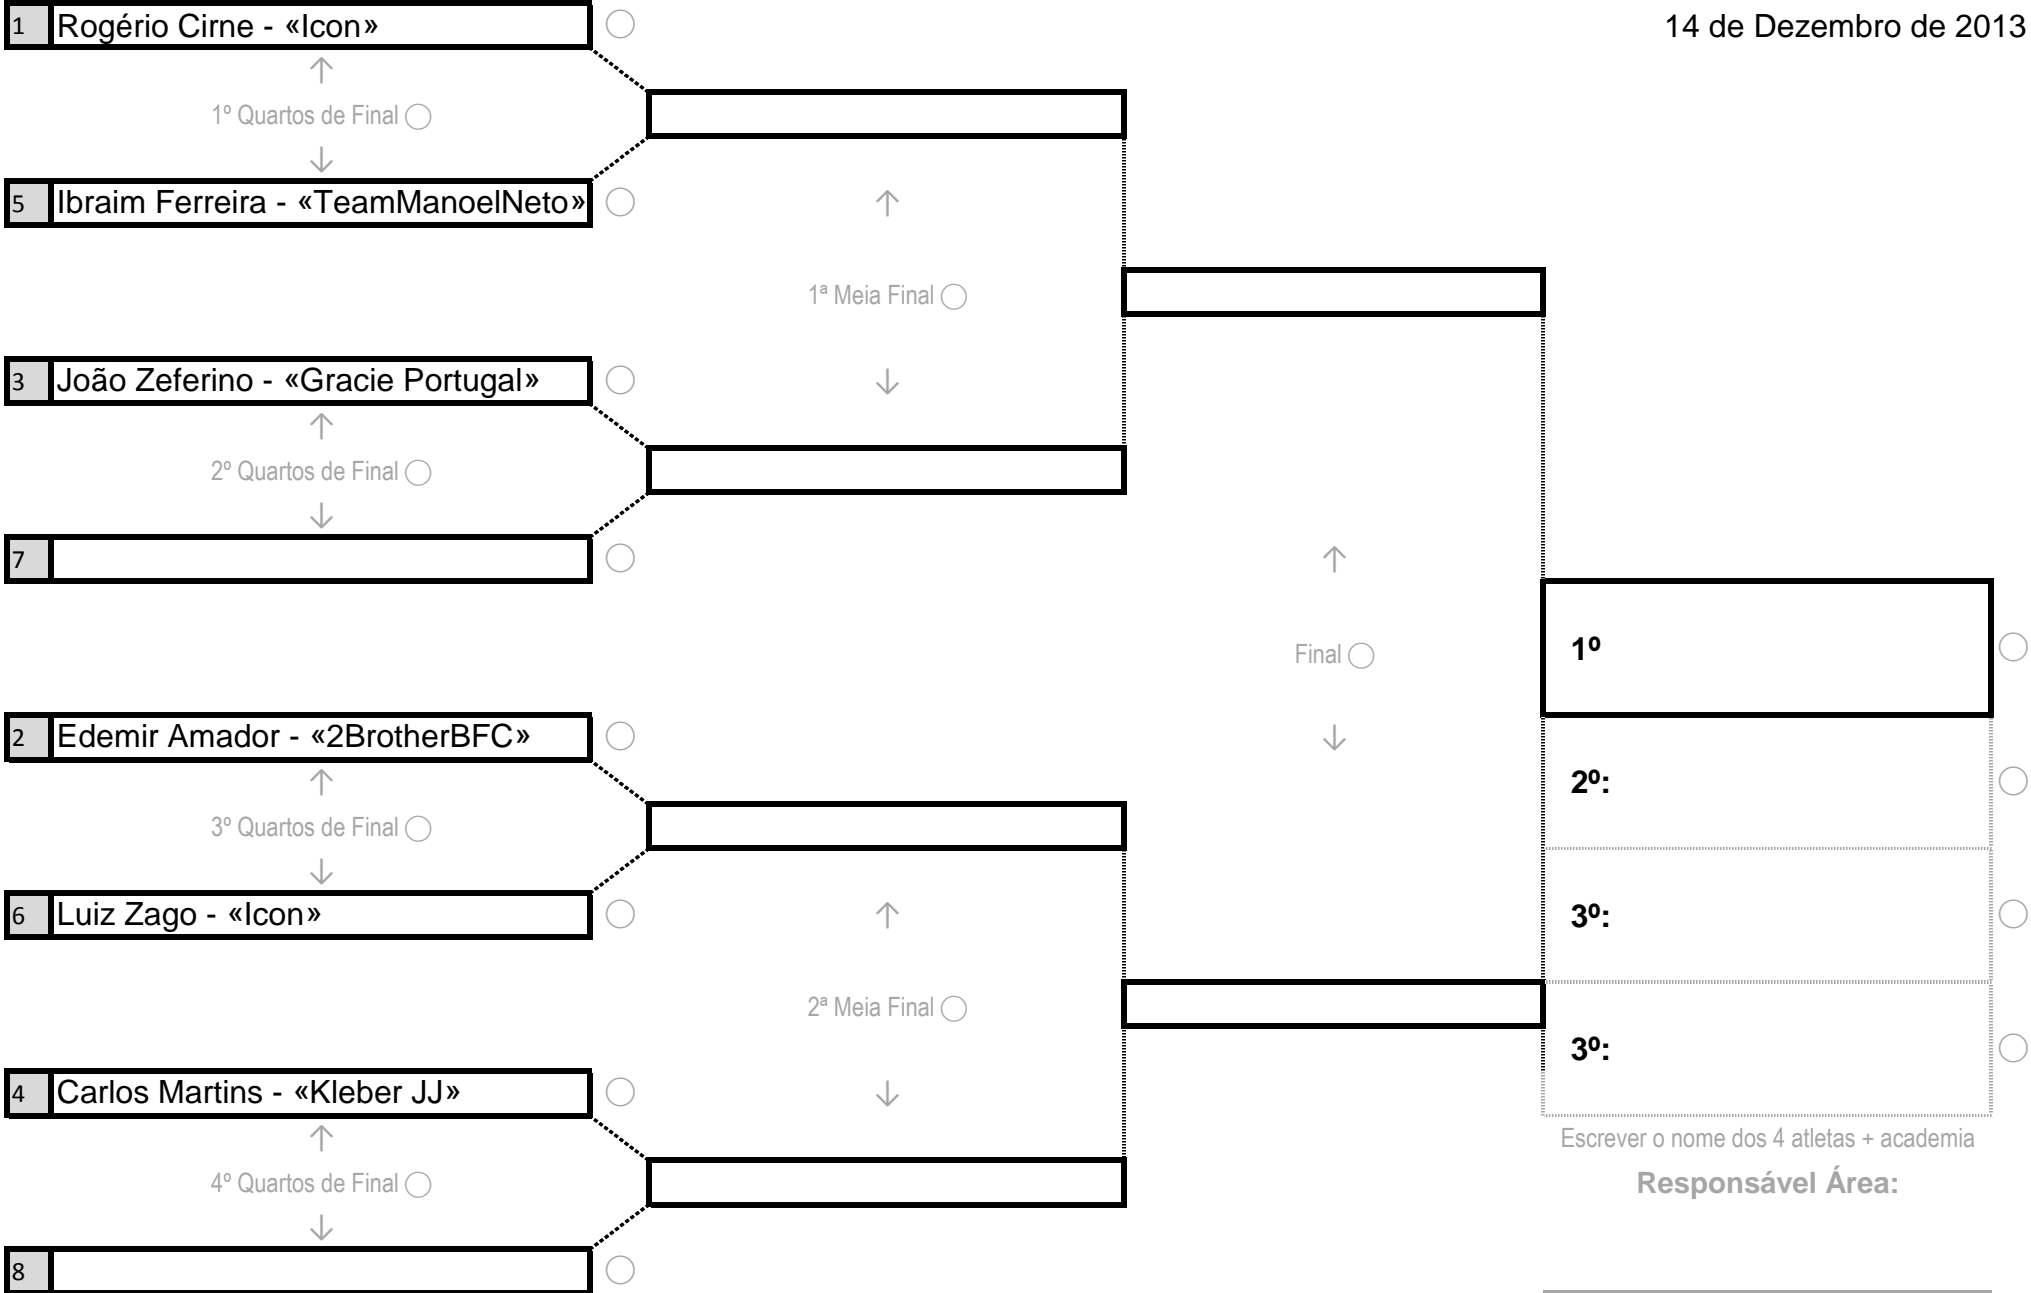 1 Rogério Cirne - «Icon»
14 de Dezembro de 2013
1º Quartos de Final
5 Ibraim Ferreira - «TeamManoelNeto»
1ª Meia Final
3 João Zeferino - «Gracie Portugal»
2º Quartos de Final
7
Final
1º
2 Edemir Amador - «2BrotherBFC»
2º:
3º Quartos de Final
6 Luiz Zago - «Icon»
3º:
2ª Meia Final
3º:
4 Carlos Martins - «Kleber JJ»
Escrever o nome dos 4 atletas + academia
4º Quartos de Final
Responsável Área:
8